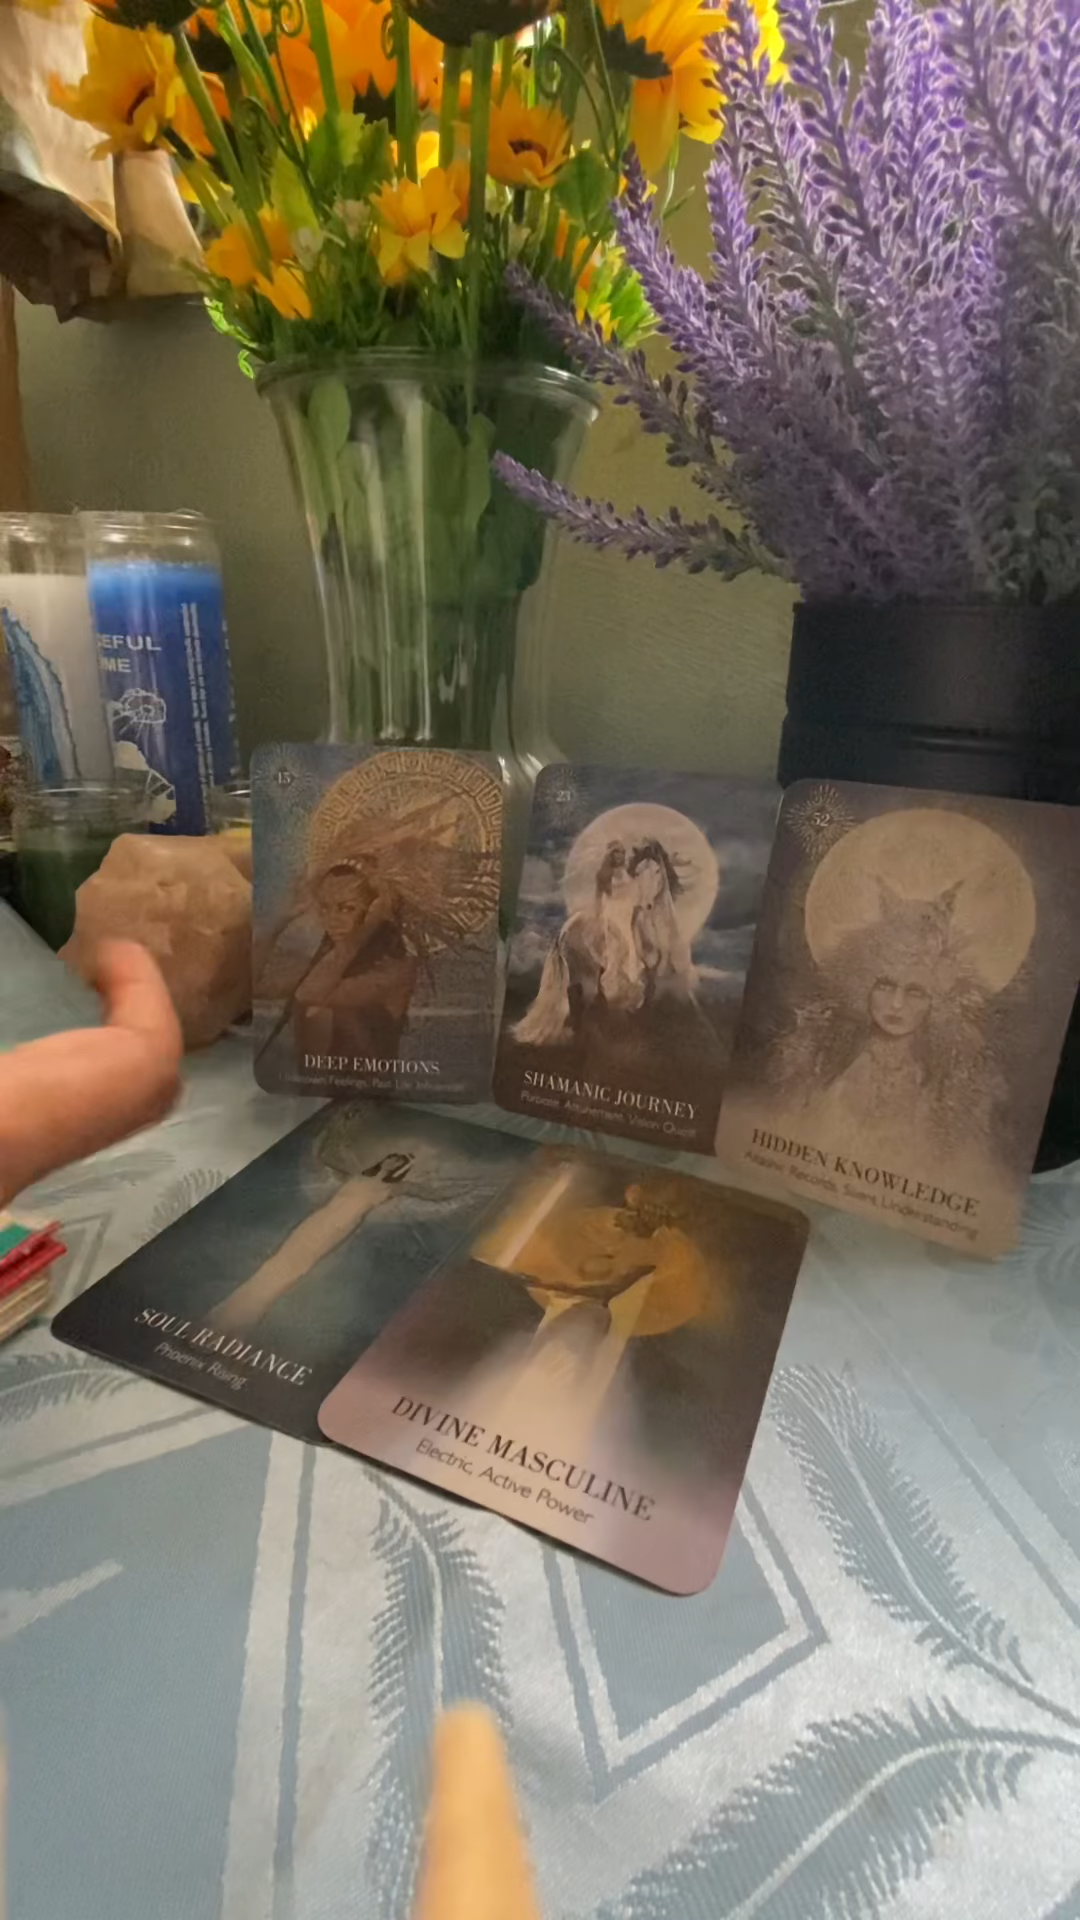 EFUL
ME
15
DEEP EMOTIONS
Unknown Feelings, Past Life Influences
23
SHAMANIC JOURNEY
Purpose, Attunement, Vision Quest
52
HIDDEN KNOWLEDGE
Akashic Records, Silent Understanding
SOUL RADIANCE
Phoenix Rising
DIVINE MASCULINE
Electric, Active Power